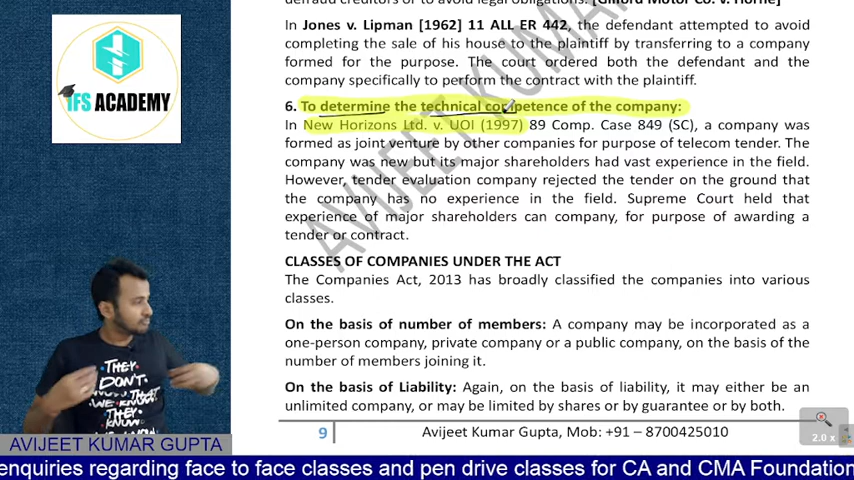 defraud creditors or to avoid legal obligations. [Gilford Motor Co. v. Horne]
In Jones v. Lipman [1962] 11 ALL ER 442, the defendant attempted to avoid
completing the sale of his house to the plaintiff by transferring to a company
formed for the purpose. The court ordered both the defendant and the
company specifically to perform the contract with the plaintiff.
6. To determine the technical competence of the company:
In New Horizons Ltd. v. UOI (1997) 89 Comp. Case 849 (SC), a company was
formed as joint venture by other companies for purpose of telecom tender. The
company was new but its major shareholders had vast experience in the field.
However, tender evaluation company rejected the tender on the ground that
the company has no experience in the field. Supreme Court held that
experience of major shareholders can company, for purpose of awarding a
tender or contract.
CLASSES OF COMPANIES UNDER THE ACT
The Companies Act, 2013 has broadly classified the companies into various
classes.
On the basis of number of members: A company may be incorporated as a
one-person company, private company or a public company, on the basis of the
number of members joining it.
On the basis of Liability: Again, on the basis of liability, it may either be an
unlimited company, or may be limited by shares or by guarantee or by both.
9
Avijeet Kumar Gupta, Mob: +91 – 8700425010
AVIJEET KUMAR
IFS ACADEMY
THEY
DON'T
KNOW
THEY
KNOW
2.0 x
AVIJEET KUMAR GUPTA
enquiries regarding face to face classes and pen drive classes for CA and CMA Foundation